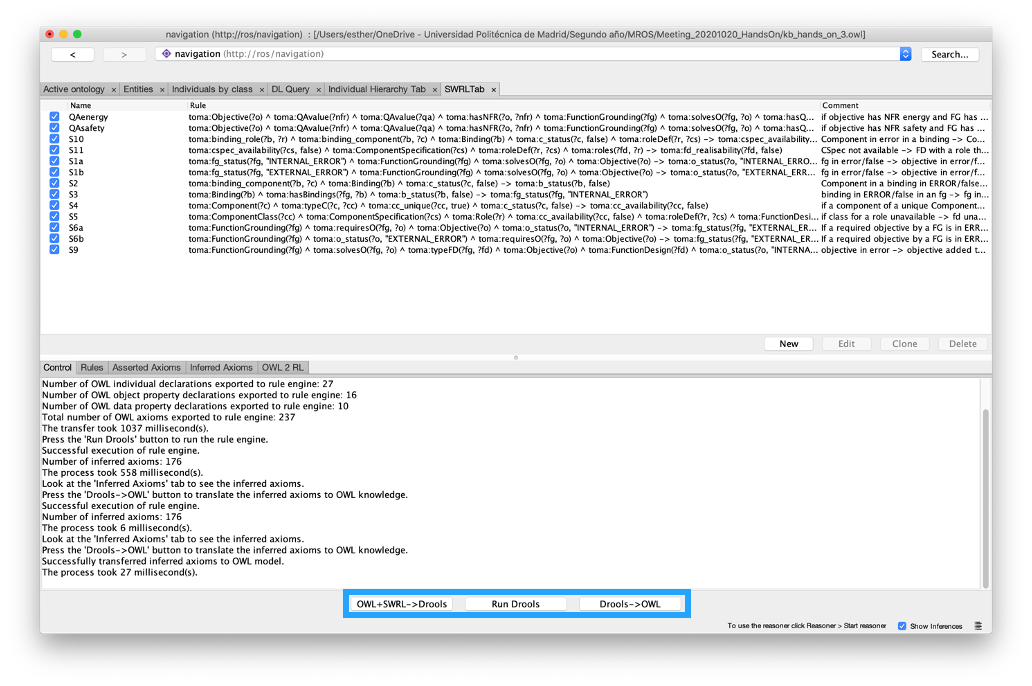 navigation (http://ros/navigation) : [/Users/esther/OneDrive - Universidad Politécnica de Madrid/Segundo año/MROS/Meeting_20201020_HandsOn/kb_hands_on_3.owl]
< > navigation (http://ros/navigation) Search...
Active ontology × Entities × Individuals by class × DL Query × Individual Hierarchy Tab × SWRLTab ×
Name Rule Comment
QAenergy toma:Objective(?o) ^ toma:QAvalue(?nfr) ^ toma:QAvalue(?qa) ^ toma:hasNFR(?o, ?nfr) ^ toma:FunctionGrounding(?fg) ^ toma:solvesO(?fg, ?o) ^ toma:hasQ... if objective has NFR energy and FG has ...
QAsafety toma:Objective(?o) ^ toma:QAvalue(?nfr) ^ toma:QAvalue(?qa) ^ toma:hasNFR(?o, ?nfr) ^ toma:FunctionGrounding(?fg) ^ toma:solvesO(?fg, ?o) ^ toma:hasQ... if objective has NFR safety and FG has ...
S10 toma:binding_role(?b, ?r) ^ toma:binding_component(?b, ?c) ^ toma:Binding(?b) ^ toma:c_status(?c, false) ^ toma:roleDef(?r, ?cs) -> toma:cspec_availability... Component in error in a binding -> Co...
S11 toma:cspec_availability(?cs, false) ^ toma:ComponentSpecification(?cs) ^ toma:roleDef(?r, ?cs) ^ toma:roles(?fd, ?r) -> toma:fd_realisability(?fd, false) CSpec not available -> FD with a role th...
S1a toma:fg_status(?fg, "INTERNAL_ERROR") ^ toma:FunctionGrounding(?fg) ^ toma:solvesO(?fg, ?o) ^ toma:Objective(?o) -> toma:o_status(?o, "INTERNAL_ERRO... fg in error/false -> objective in error/f...
S1b toma:fg_status(?fg, "EXTERNAL_ERROR") ^ toma:FunctionGrounding(?fg) ^ toma:solvesO(?fg, ?o) ^ toma:Objective(?o) -> toma:o_status(?o, "EXTERNAL_ERR... fg in error/false -> objective in error/f...
S2 toma:binding_component(?b, ?c) ^ toma:Binding(?b) ^ toma:c_status(?c, false) -> toma:b_status(?b, false) Component in a binding in ERROR/false...
S3 toma:Binding(?b) ^ toma:hasBindings(?fg, ?b) ^ toma:b_status(?b, false) -> toma:fg_status(?fg, "INTERNAL_ERROR") binding in ERROR/false in an fg -> fg in...
S4 toma:Component(?c) ^ toma:typeC(?c, ?cc) ^ toma:cc_unique(?cc, true) ^ toma:c_status(?c, false) -> toma:cc_availability(?cc, false) if a component of a unique Component...
S5 toma:ComponentClass(?cc) ^ toma:ComponentSpecification(?cs) ^ toma:Role(?r) ^ toma:cc_availability(?cc, false) ^ toma:roleDef(?r, ?cs) ^ toma:FunctionDesi... if class for a role unavailable -> fd una...
S6a toma:FunctionGrounding(?fg) ^ toma:requiresO(?fg, ?o) ^ toma:Objective(?o) ^ toma:o_status(?o, "INTERNAL_ERROR") -> toma:fg_status(?fg, "EXTERNAL_ER... If a required objective by a FG is in ERR...
S6b toma:FunctionGrounding(?fg) ^ toma:o_status(?o, "EXTERNAL_ERROR") ^ toma:requiresO(?fg, ?o) ^ toma:Objective(?o) -> toma:fg_status(?fg, "EXTERNAL_ER... If a required objective by a FG is in ERR...
S9 toma:FunctionGrounding(?fg) ^ toma:solvesO(?fg, ?o) ^ toma:typeFD(?fg, ?fd) ^ toma:Objective(?o) ^ toma:FunctionDesign(?fd) ^ toma:o_status(?o, "INTERNA... objective in error -> objective added t...
New Edit Clone Delete
Control Rules Asserted Axioms Inferred Axioms OWL 2 RL
Number of OWL individual declarations exported to rule engine: 27
Number of OWL object property declarations exported to rule engine: 16
Number of OWL data property declarations exported to rule engine: 10
Total number of OWL axioms exported to rule engine: 237
The transfer took 1037 millisecond(s).
Press the 'Run Drools' button to run the rule engine.
Successful execution of rule engine.
Number of inferred axioms: 176
The process took 558 millisecond(s).
Look at the 'Inferred Axioms' tab to see the inferred axioms.
Press the 'Drools->OWL' button to translate the inferred axioms to OWL knowledge.
Successful execution of rule engine.
Number of inferred axioms: 176
The process took 6 millisecond(s).
Look at the 'Inferred Axioms' tab to see the inferred axioms.
Press the 'Drools->OWL' button to translate the inferred axioms to OWL knowledge.
Successfully transferred inferred axioms to OWL model.
The process took 27 millisecond(s).
OWL+SWRL->Drools Run Drools Drools->OWL
To use the reasoner click Reasoner > Start reasoner Show Inferences